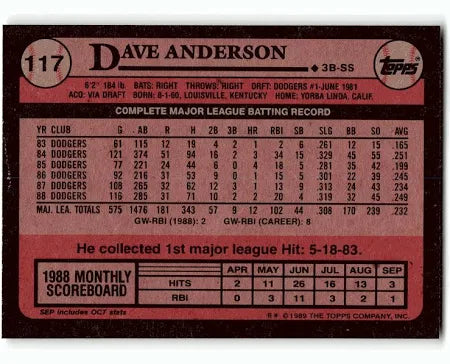 117
DAVE ANDERSON
♦ 3B-SS
TOPPS
6'2" 184 lb. BATS: RIGHT THROWS: RIGHT DRFT: DODGERS #1-JUNE 1981
ACQ: VIA DRAFT BORN: 8-1-60, LOUISVILLE, KENTUCKY HOME: YORBA LINDA, CALIF.
COMPLETE MAJOR LEAGUE BATTING RECORD
YR CLUB G AB R H 2B 3B HR RBI SB SLG BB SO AVG
83 DODGERS 61 115 12 19 4 2 1 2 6 .261 12 15 .165
84 DODGERS 121 374 51 94 16 2 3 34 15 .329 45 55 .251
85 DODGERS 77 221 24 44 6 0 4 18 5 .281 35 42 .199
86 DODGERS 92 216 31 53 9 0 1 15 5 .301 22 39 .245
87 DODGERS 108 265 32 62 12 3 1 13 9 .313 24 43 .234
88 DODGERS 116 285 31 71 10 2 2 20 4 .319 32 45 .249
MAJ. LEA. TOTALS 575 1476 181 343 57 9 12 102 44 .308 170 239 .232
GW-RBI (1988): 2 GW-RBI (CAREER): 8
He collected 1st major league Hit: 5-18-83.
1988 MONTHLY SCOREBOARD
APR MAY JUN JUL AUG SEP
HITS 2 11 26 16 13 3
RBI 0 3 11 3 2 1
SEP includes OCT stats
© 1989 THE TOPPS COMPANY, INC.